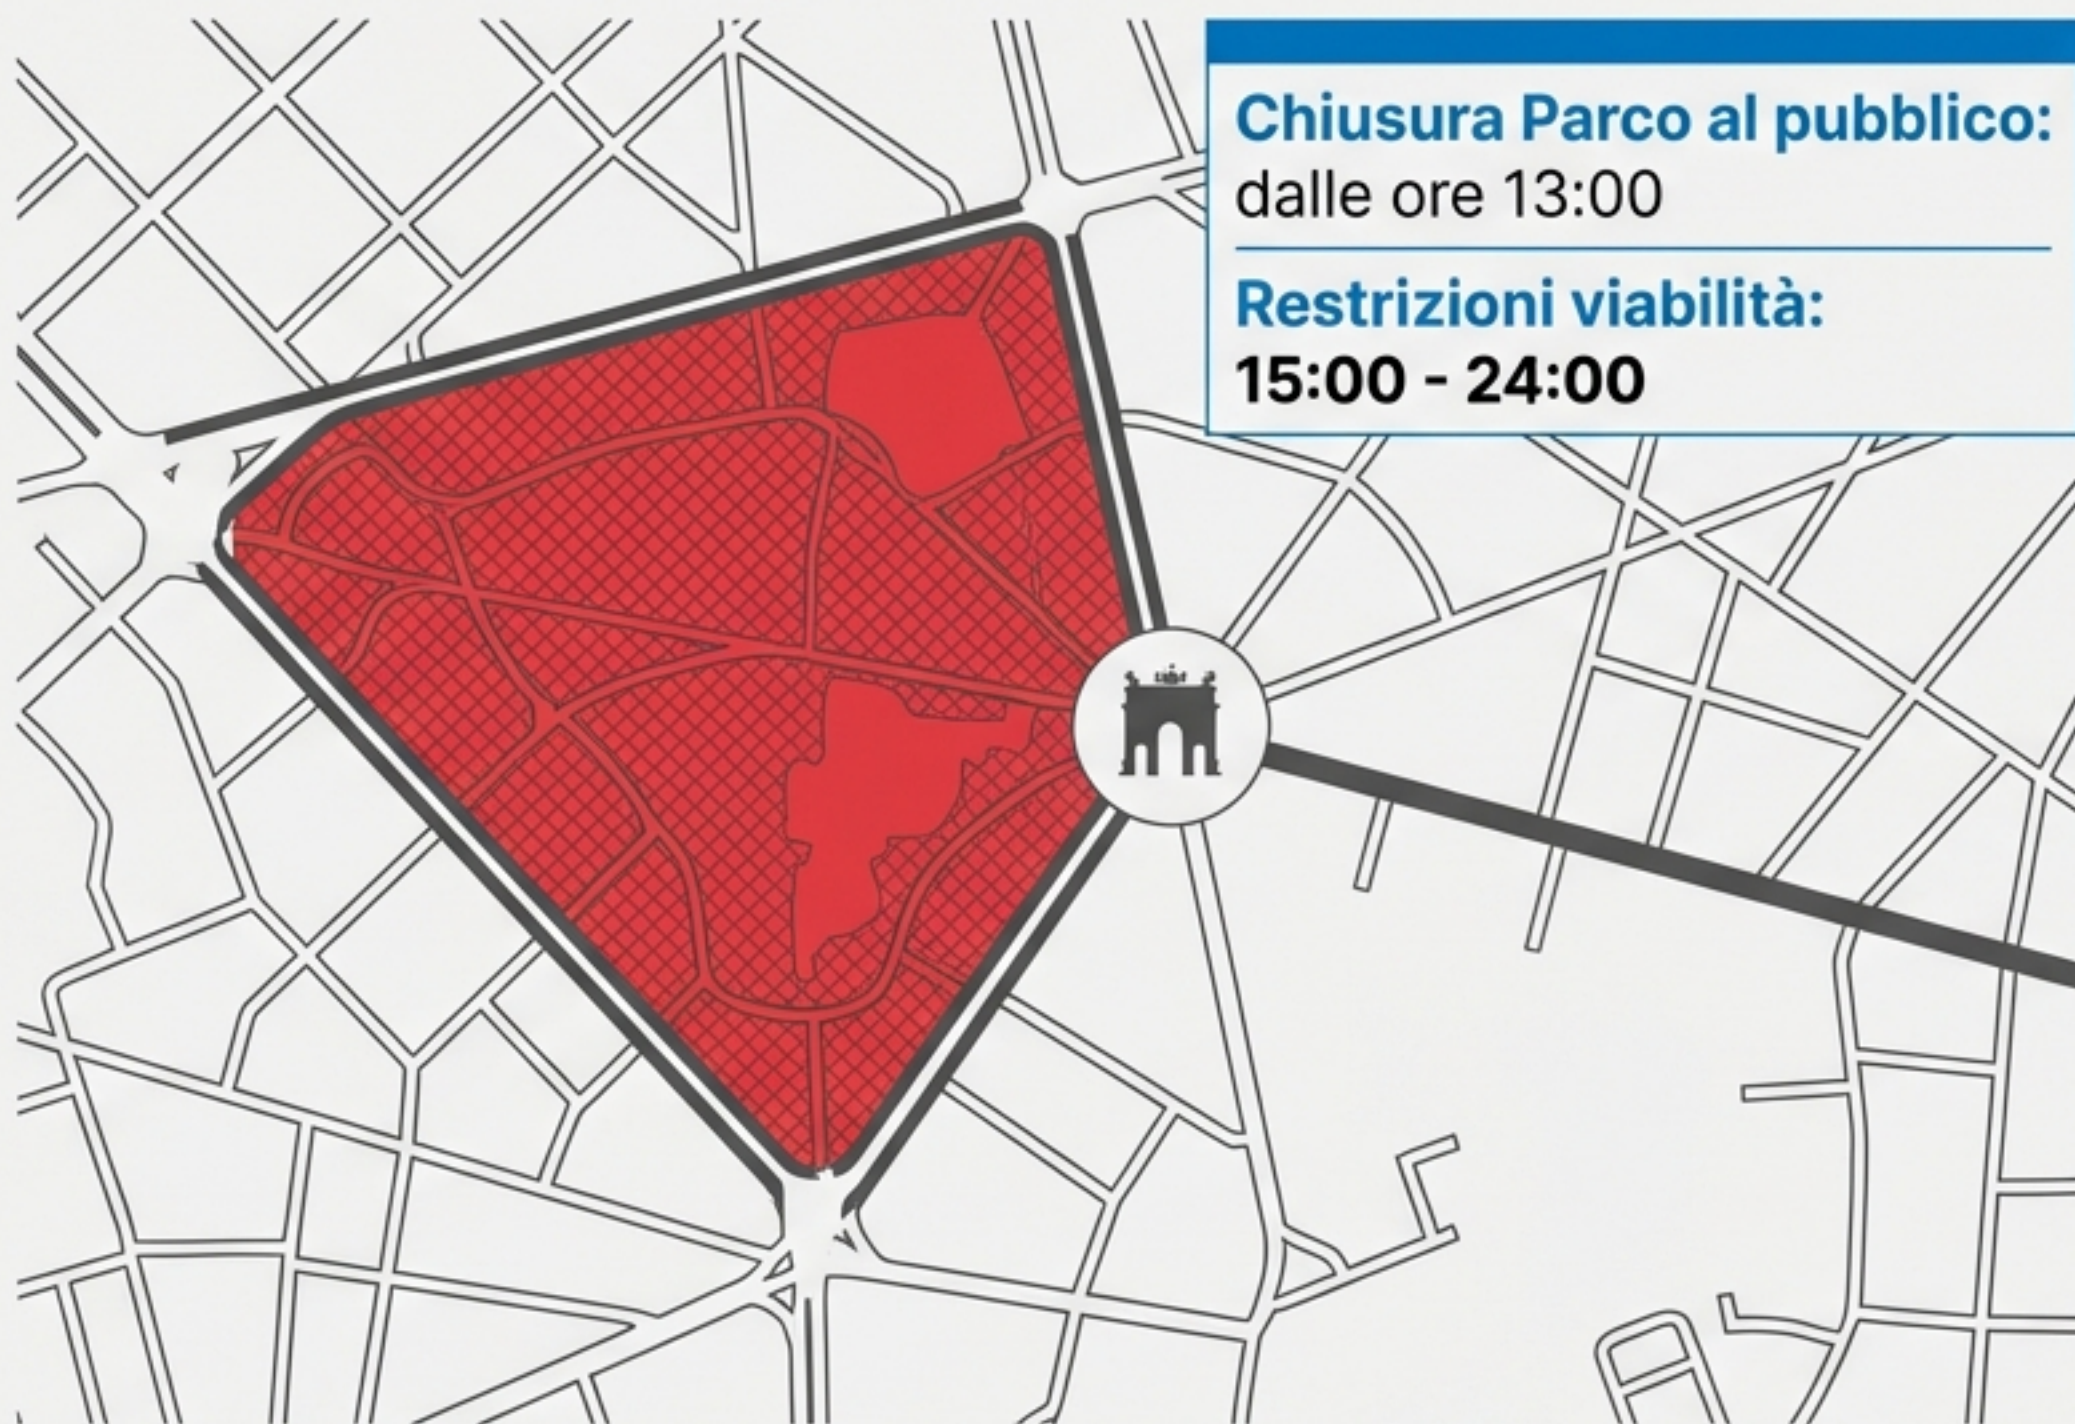 Chiusura Parco al pubblico:
dalle ore 13:00
Restrizioni viabilità:
15:00 - 24:00